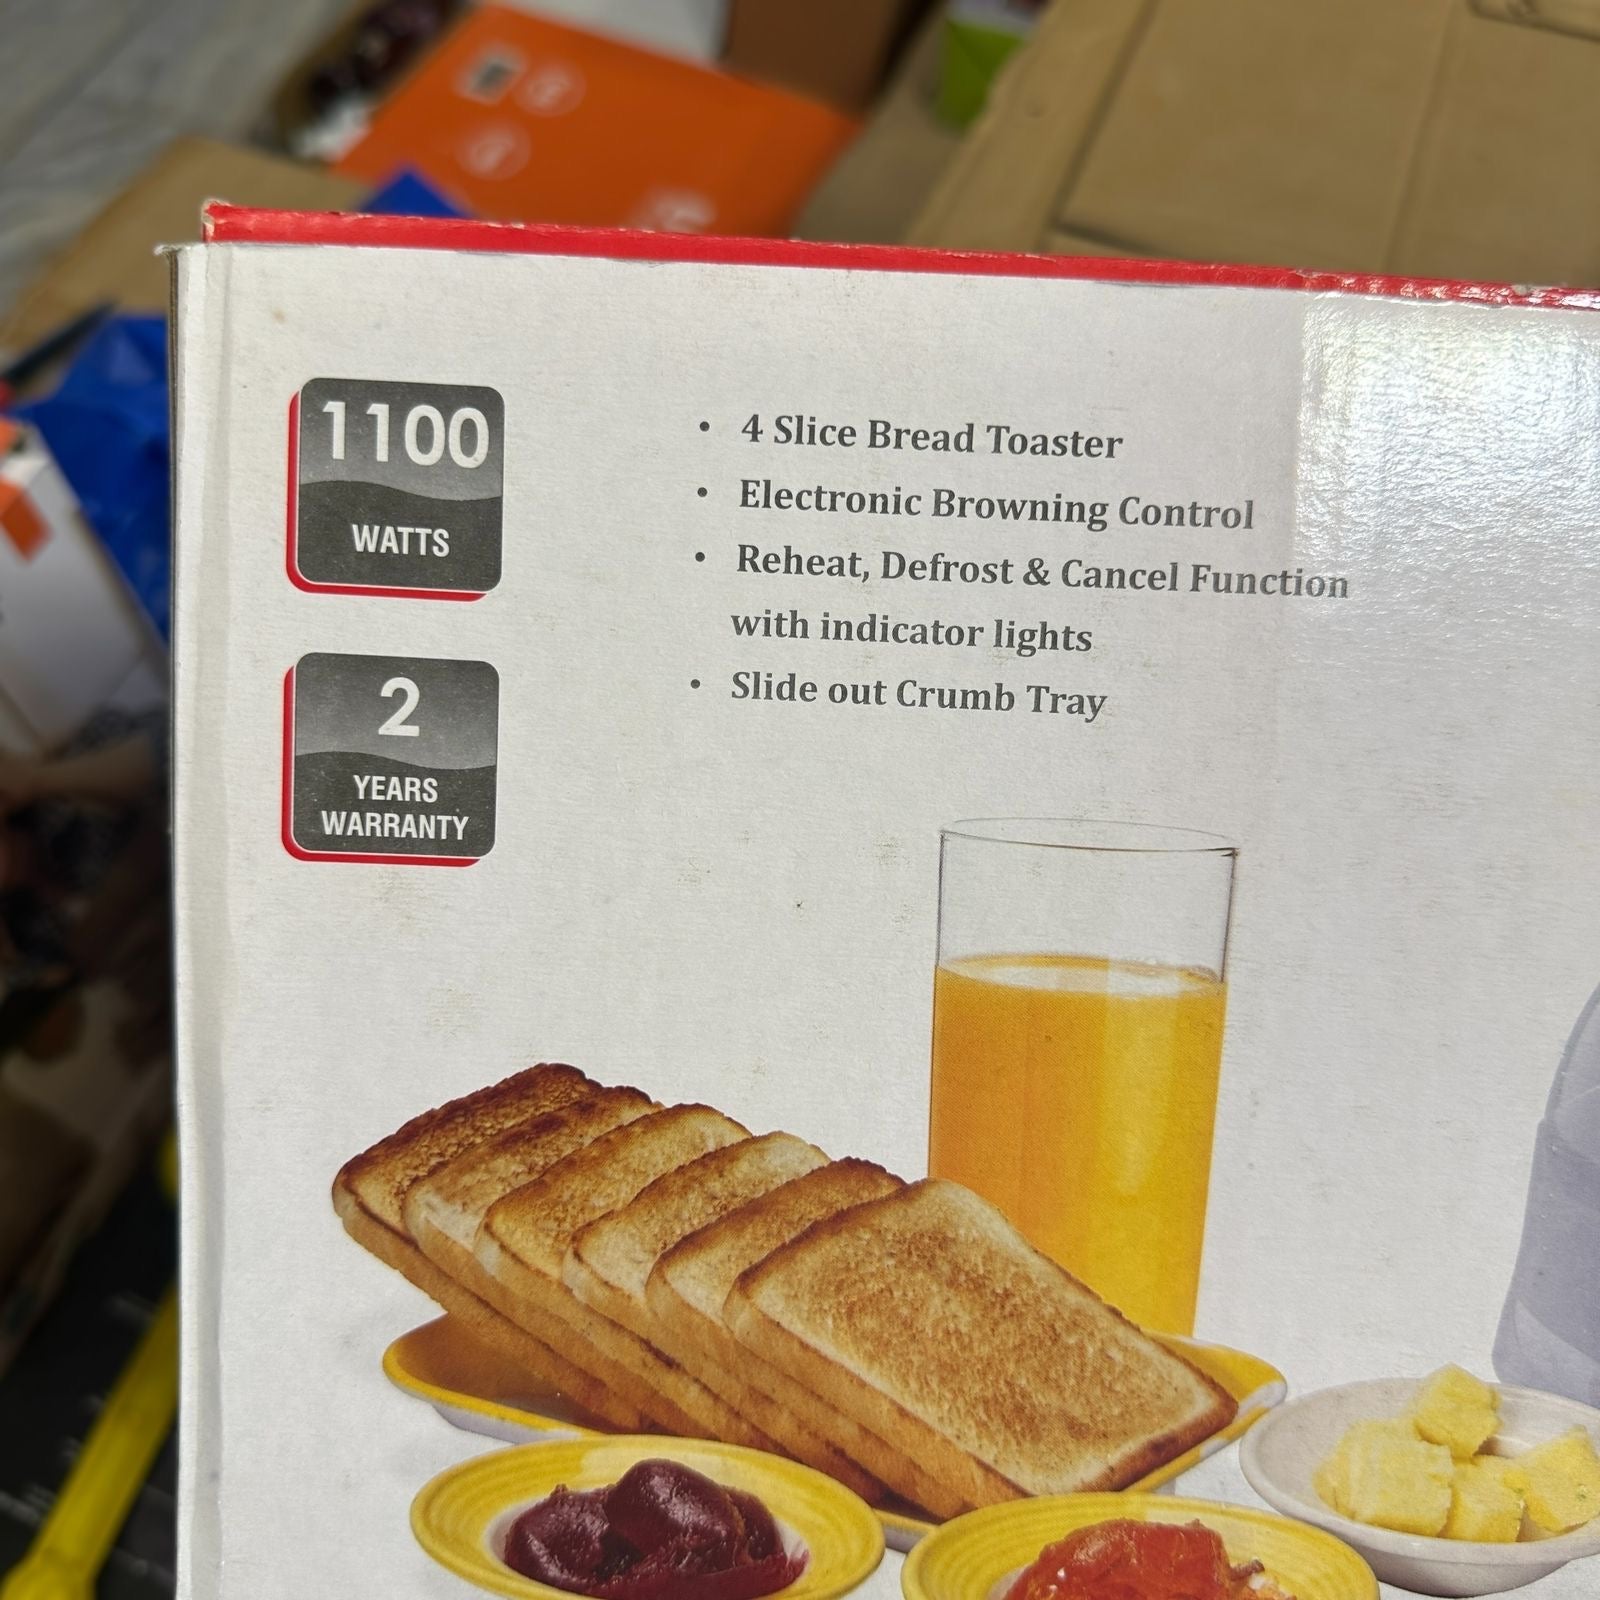 1100
WATTS
2
YEARS
WARRANTY
• 4 Slice Bread Toaster
• Electronic Browning Control
• Reheat, Defrost & Cancel Function
with indicator lights
• Slide out Crumb Tray